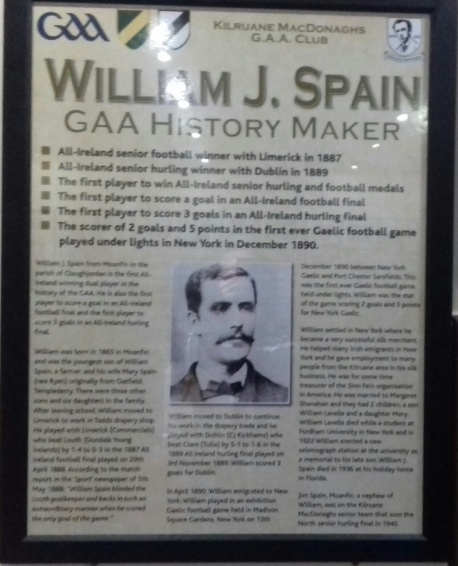 GAA
KILRUANE MACDONAGHS
G.A.A. CLUB
WILLIAM J. SPAIN
GAA HISTORY MAKER
All-Ireland senior football winner with Limerick in 1887
All-Ireland senior hurling winner with Dublin in 1889
The first player to win All-Ireland senior hurling and football medals
The first player to score a goal in an All-Ireland football final
The first player to score 3 goals in an All-Ireland hurling final
The scorer of 2 goals and 5 points in the first ever Gaelic football game
played under lights in New York in December 1890.
William J. Spain from Moanfin in the
parish of Cloughjordan is the first All-
Ireland winning dual player in the
history of the GAA. He is also the first
player to score a goal in an All-Ireland
football final and the first player to
score 3 goals in an All-Ireland hurling
final.
William was born in in Moanfin
and was the youngest son of William
Spain, a farmer, and his wife Mary Spain
(nee Ryan) originally from
Templederry. There were three other
sons and six daughters in the family.
After leaving school, William moved to
Limerick to work in Todds drapery shop.
He played with Limerick (Commercials)
who beat Louth (Dundalk Young
Irelands) by 1-4 to 0-3 in the 1887 All
Ireland football final played on 29th
April 1888. According to the match
report in the 'Sport' newspaper of 5th
May 1888: "William Spain blinded the
Louth goalkeeper and backs in such an
extraordinary manner when he scored
the only goal of the game."
William moved to Dublin to continue
his work in the drapery trade and he
played with Dublin (CJ Kickhams) who
beat Clare (Tulla) by 5-1 to 1-6 in the
1889 All Ireland hurling final played on
3rd November 1889. William scored 3
goals for Dublin.
In April 1890, William emigrated to New
York. William played in an exhibition
Gaelic football game held in Madison
Square Gardens, New York on 13th
December 1890 between New York
Gaelic and Port Chester Sarsfields. This
was the first ever Gaelic football game
held under lights. William was the star
of the game scoring 2 goals and 5 points
for New York Gaelic.
William settled in New York where he
became a very successful silk merchant.
He helped many Irish emigrants in New
York and he gave employment to many
people from the Kilruane area in his silk
business. He was for some time
treasurer of the Sinn Fein organisation
in America. He was married to Margaret
Shanahan and they had 2 children, a son
William Lavelle and a daughter Mary.
William Lavelle died while a student at
Fordham University in New York and in
1922 William erected a new
seismograph station at the university as
a memorial to his late son. William J.
Spain died in 1936 at his holiday home
in Florida.
Jim Spain, Moanfin, a nephew of
William, was on the Kilruane
MacDonaghs senior team that won the
North senior hurling final in 1940.